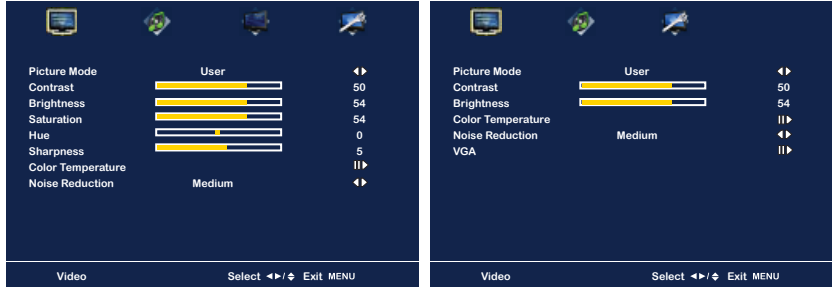 Picture Mode User
Contrast 50
Brightness 54
Saturation 54
Hue 0
Sharpness 5
Color Temperature
Noise Reduction Medium
Video Select ◄►/ Exit MENU
Picture Mode User
Contrast 50
Brightness 54
Color Temperature
Noise Reduction Medium
VGA
Video Select ◄►/ Exit MENU